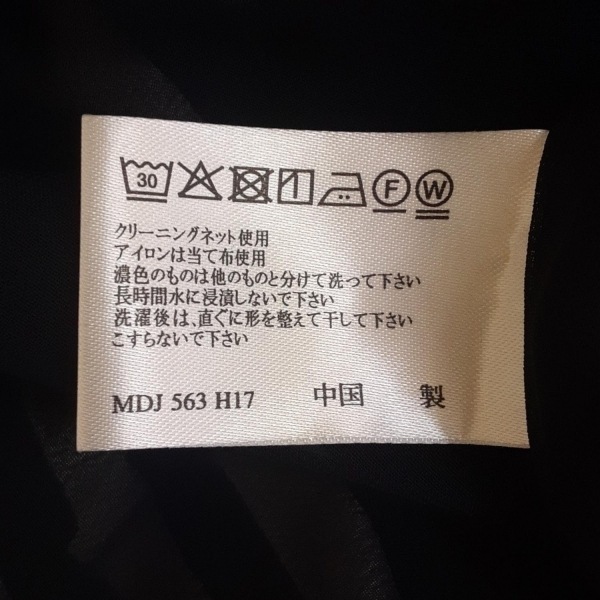 30 F W
クリーニングネット使用
アイロンは当て布使用
濃色のものは他のものと分けて洗って下さい
長時間水に浸漬しないで下さい
洗濯後は、直ぐに形を整えて干して下さい
こすらないで下さい
MDJ 563 H17 中国 製